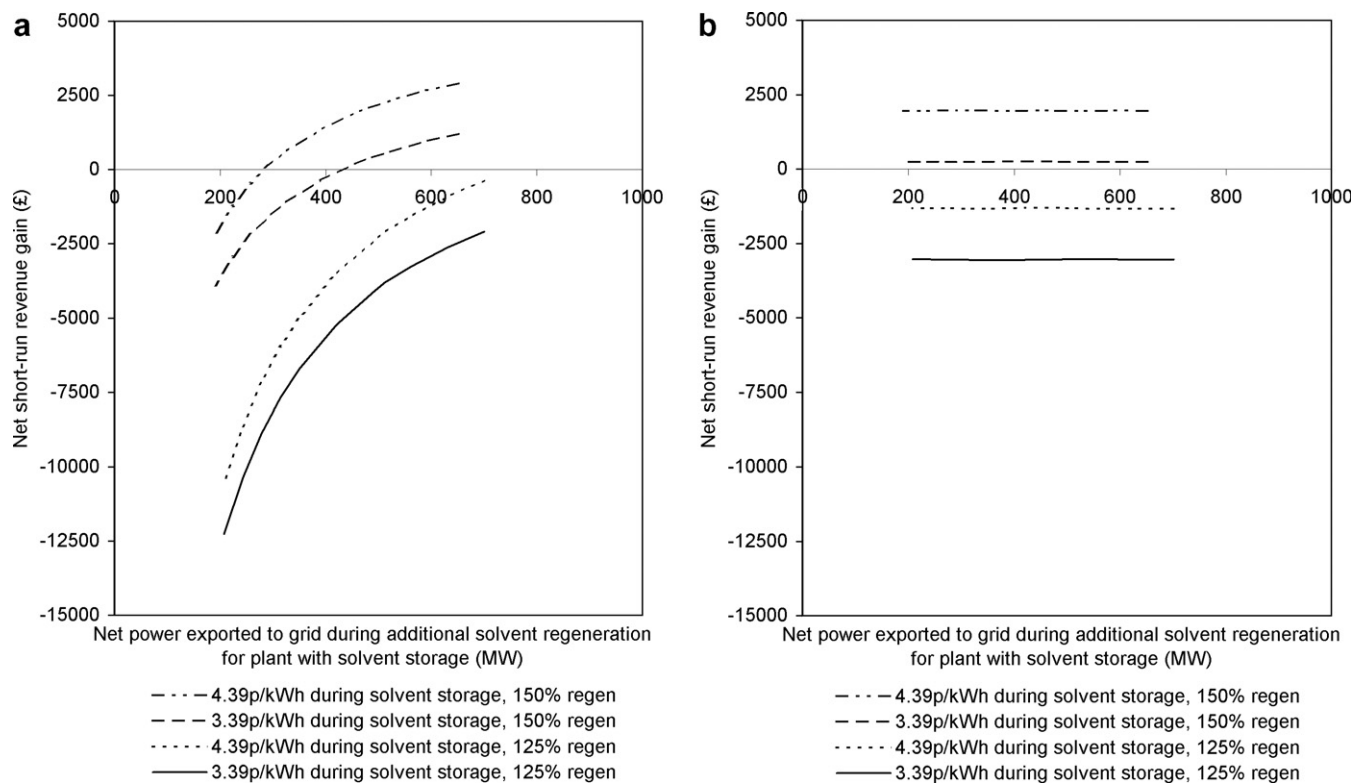 a
5000
2500
0
-2500
-5000
-7500
-10000
-12500
-15000
0 200 400 600 800 1000
Net short-run revenue gain (£)
Net power exported to grid during additional solvent regeneration
for plant with solvent storage (MW)
4.39p/kWh during solvent storage, 150% regen
3.39p/kWh during solvent storage, 150% regen
4.39p/kWh during solvent storage, 125% regen
3.39p/kWh during solvent storage, 125% regen
b
5000
2500
0
-2500
-5000
-7500
-10000
-12500
-15000
0 200 400 600 800 1000
Net short-run revenue gain (£)
Net power exported to grid during additional solvent regeneration
for plant with solvent storage (MW)
4.39p/kWh during solvent storage, 150% regen
3.39p/kWh during solvent storage, 150% regen
4.39p/kWh during solvent storage, 125% regen
3.39p/kWh during solvent storage, 125% regen